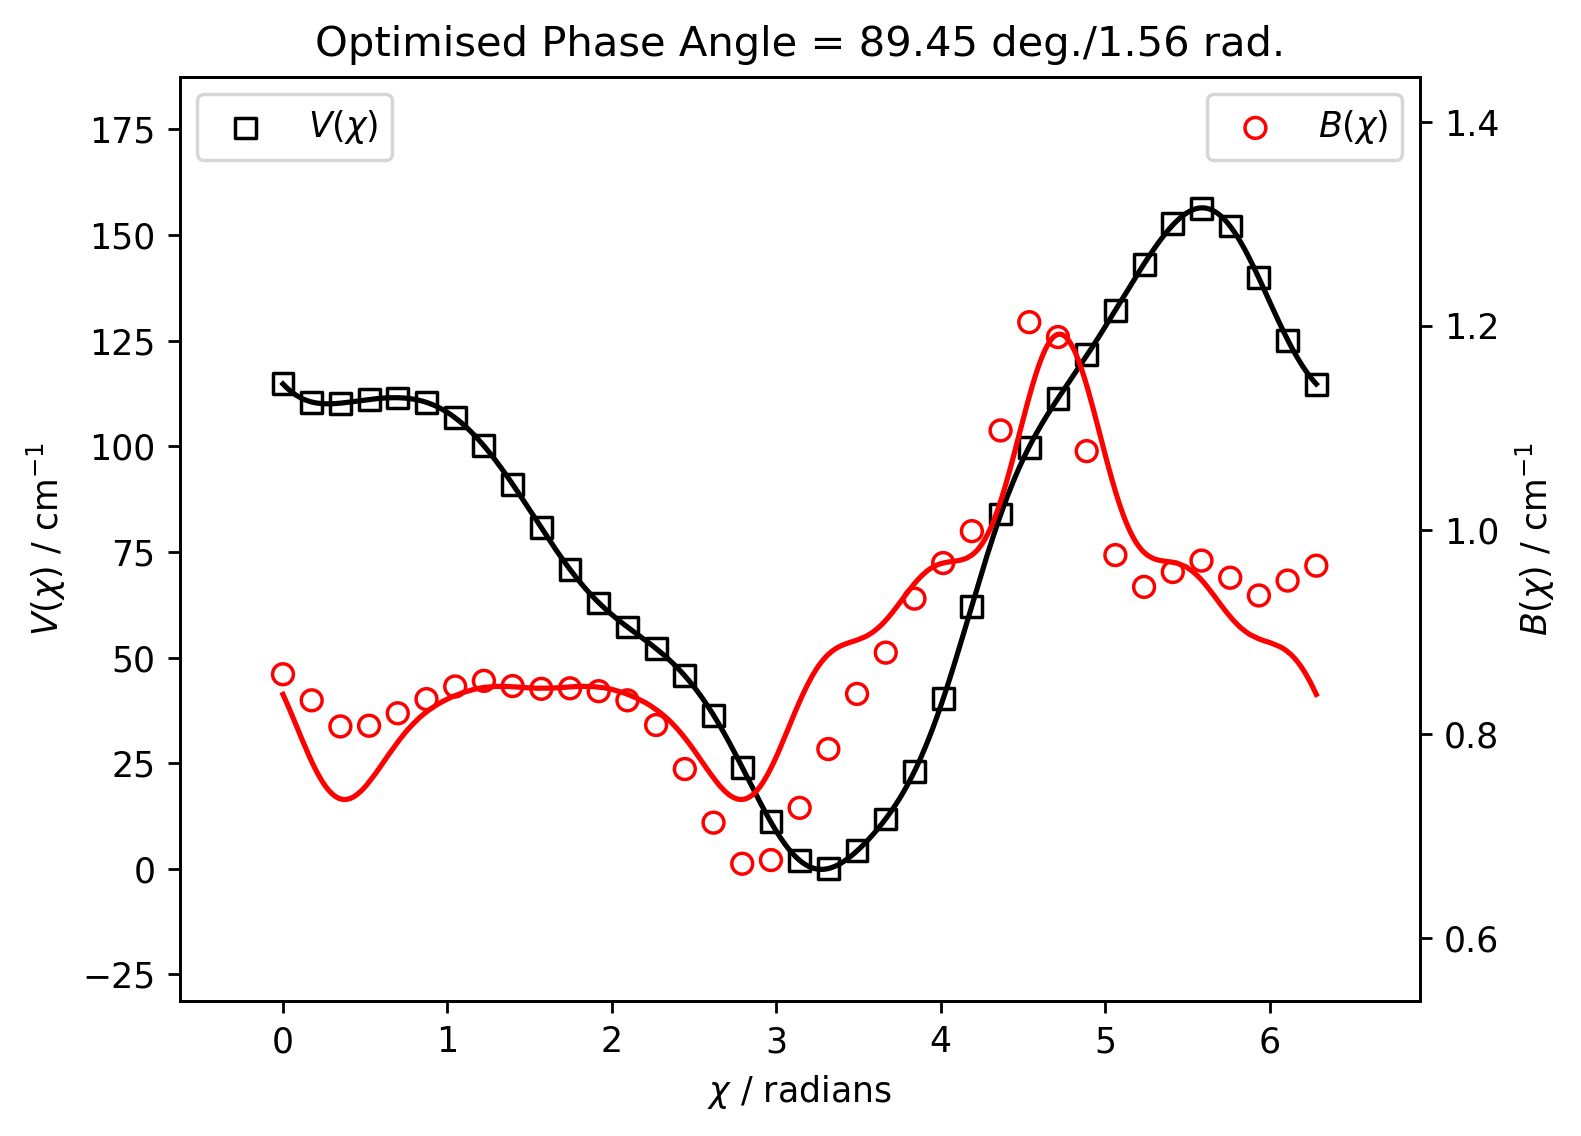 Optimised Phase Angle = 89.45 deg./1.56 rad.
V(χ)
B(χ)
175
150
125
100
75
50
25
0
−25
V(χ) / cm⁻¹
1.4
1.2
1.0
0.8
0.6
B(χ) / cm⁻¹
0 1 2 3 4 5 6
χ / radians